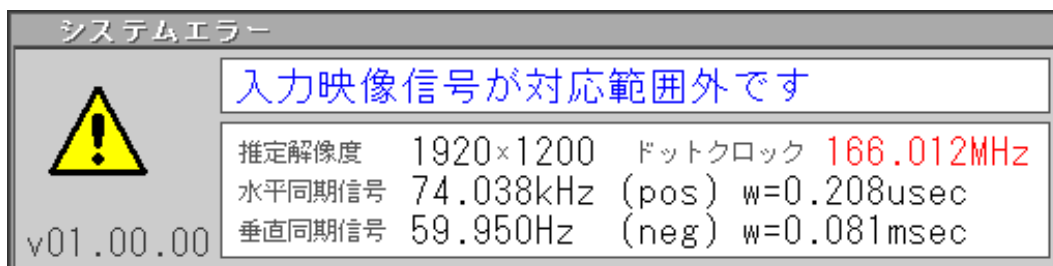 システムエラー
入力映像信号が対応範囲外です
推定解像度 1920×1200 ドットクロック 166.012MHz
水平同期信号 74.038kHz (pos) w=0.208usec
垂直同期信号 59.950Hz (neg) w=0.081msec
v01.00.00